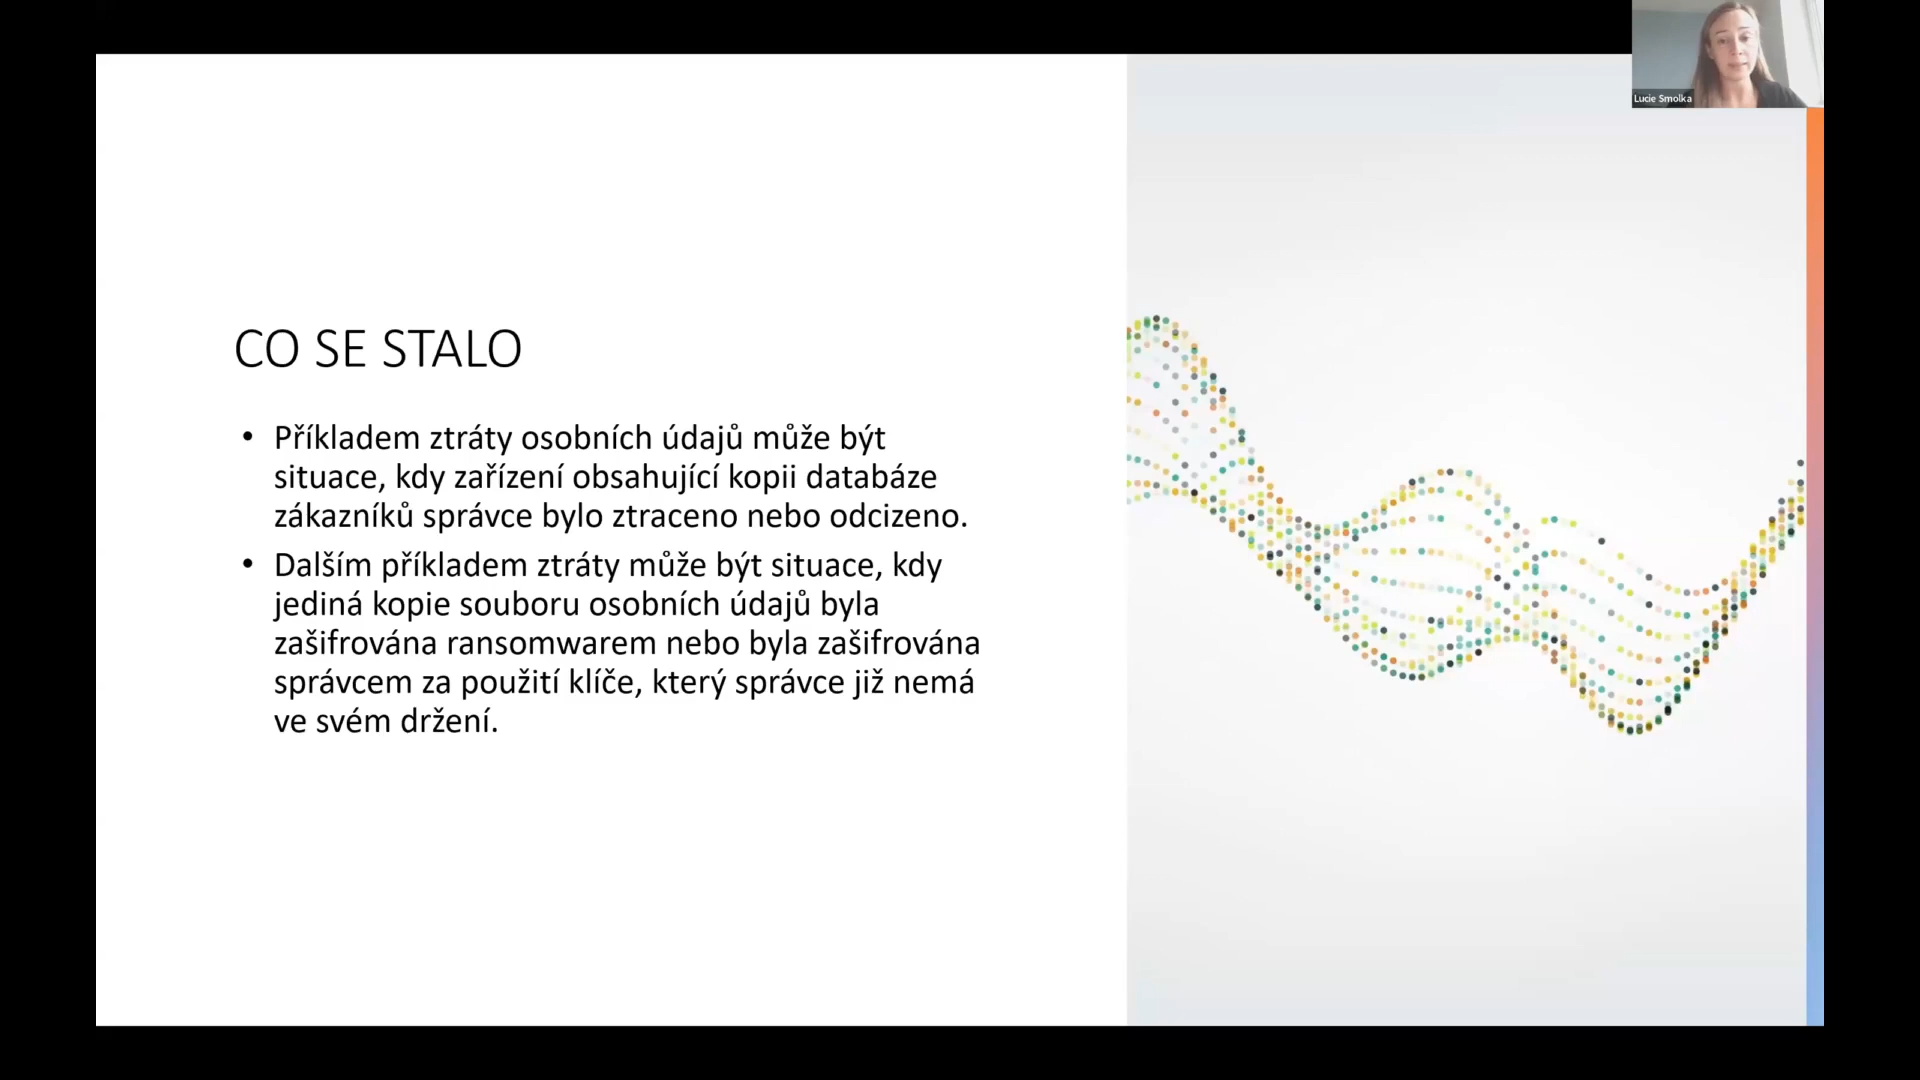 Lucie Smolka
CO SE STALO
• Příkladem ztráty osobních údajů může být
situace, kdy zařízení obsahující kopii databáze
zákazníků správce bylo ztraceno nebo odcizeno.
• Dalším příkladem ztráty může být situace, kdy
jediná kopie souboru osobních údajů byla
zašifrována ransomwarem nebo byla zašifrována
správcem za použití klíče, který správce již nemá
ve svém držení.